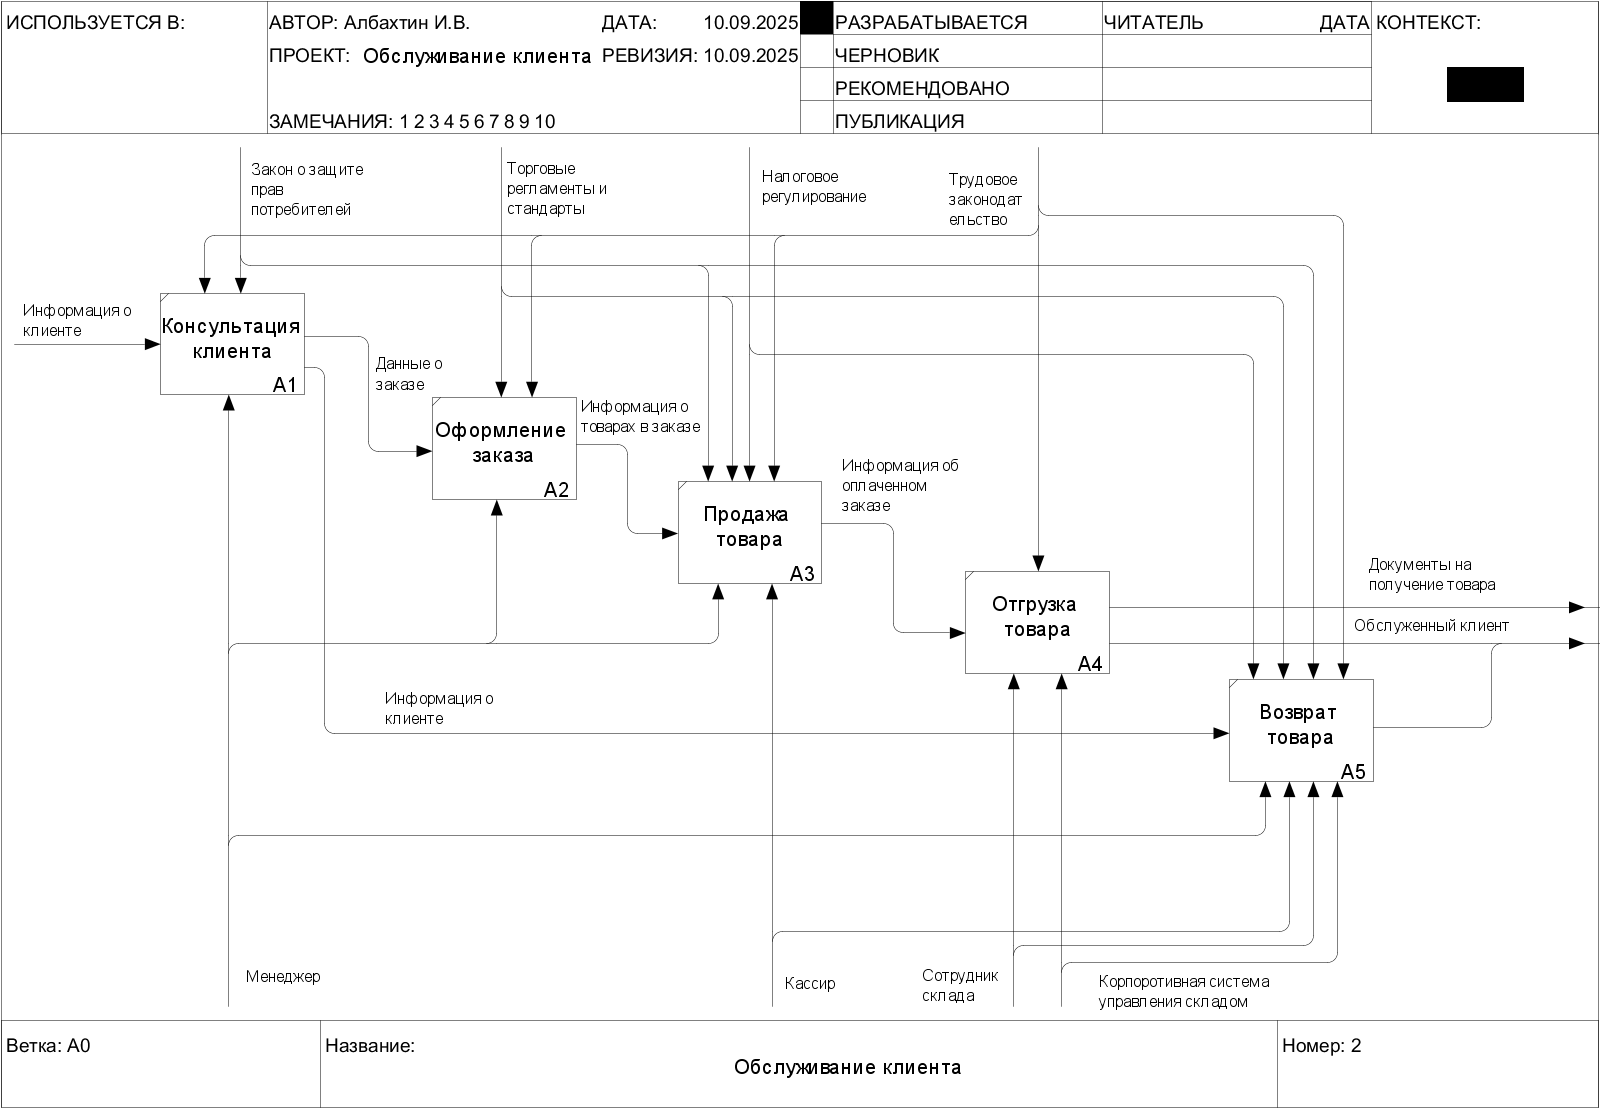 ИСПОЛЬЗУЕТСЯ В:
АВТОР: Албахтин И.В.
ДАТА: 10.09.2025
РАЗРАБАТЫВАЕТСЯ
ЧИТАТЕЛЬ
ДАТА
КОНТЕКСТ:
ПРОЕКТ: Обслуживание клиента
РЕВИЗИЯ: 10.09.2025
ЧЕРНОВИК
РЕКОМЕНДОВАНО
ЗАМЕЧАНИЯ: 1 2 3 4 5 6 7 8 9 10
ПУБЛИКАЦИЯ
Закон о защите
прав
потребителей
Торговые
регламенты и
стандарты
Налоговое
регулирование
Трудовое
законодат
ельство
Информация о
клиенте
Консультация
клиента
A1
Данные о
заказе
Оформление
заказа
A2
Информация о
товарах в заказе
Продажа
товара
A3
Информация об
оплаченном
заказе
Отгрузка
товара
A4
Документы на
получение товара
Обслуженный клиент
Информация о
клиенте
Возврат
товара
A5
Менеджер
Кассир
Сотрудник
склада
Корпоротивная система
управления складом
Ветка: A0
Название:
Обслуживание клиента
Номер: 2